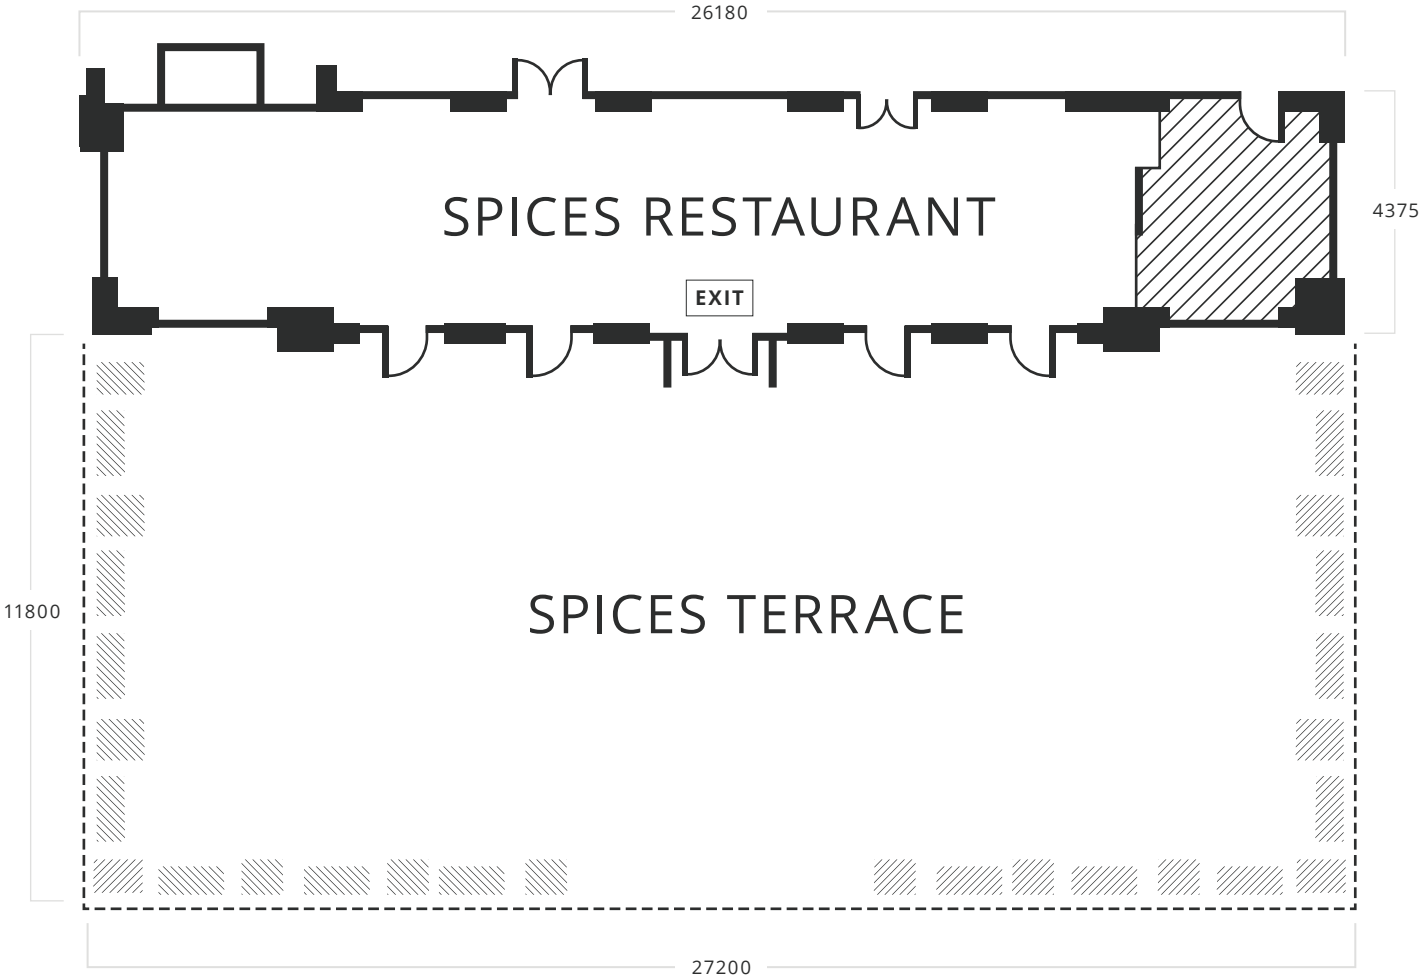 26180
4375
SPICES RESTAURANT
EXIT
11800
SPICES TERRACE
27200